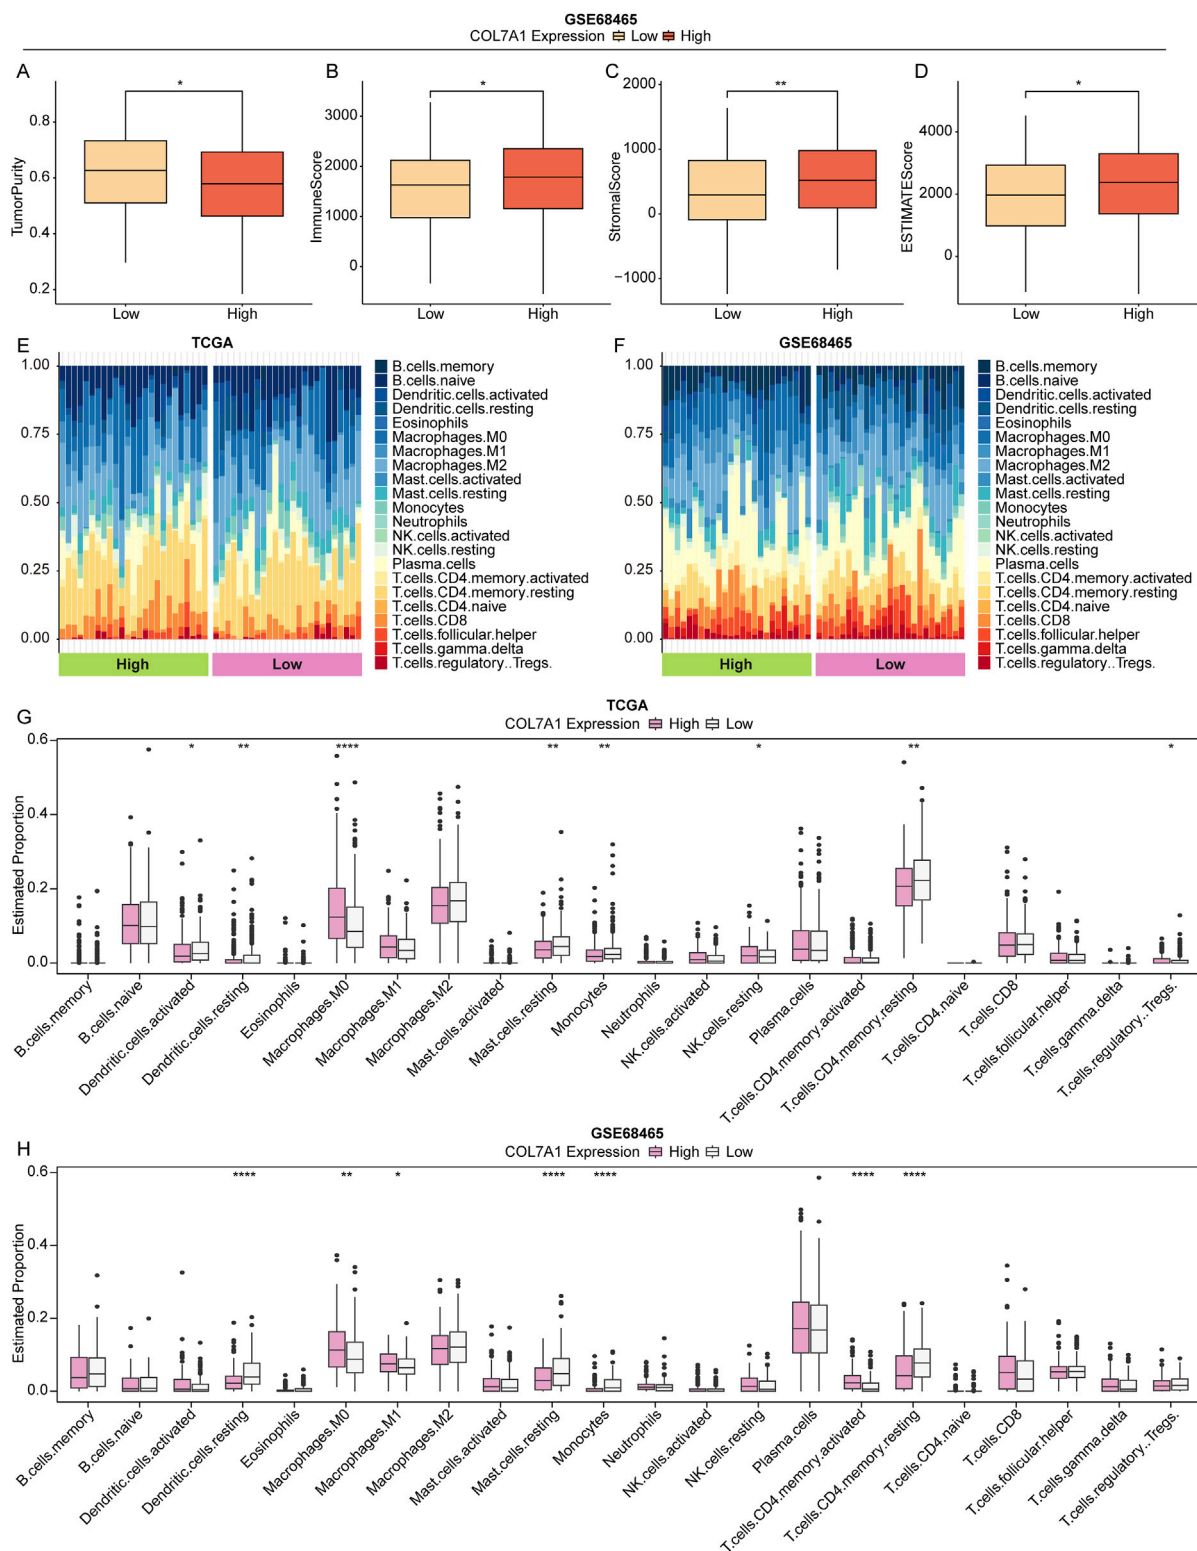 GSE68465
COL7A1 Expression Low High
A
*
TumorPurity
0.8
0.6
0.4
0.2
Low High
B
*
ImmuneScore
3000
2000
1000
0
Low High
C
**
StromalScore
2000
1000
0
−1000
Low High
D
*
ESTIMATEScore
4000
2000
0
Low High
E
TCGA
1.00
0.75
0.50
0.25
0.00
High Low
B.cells.memory
B.cells.naive
Dendritic.cells.activated
Dendritic.cells.resting
Eosinophils
Macrophages.M0
Macrophages.M1
Macrophages.M2
Mast.cells.activated
Mast.cells.resting
Monocytes
Neutrophils
NK.cells.activated
NK.cells.resting
Plasma.cells
T.cells.CD4.memory.activated
T.cells.CD4.memory.resting
T.cells.CD4.naive
T.cells.CD8
T.cells.follicular.helper
T.cells.gamma.delta
T.cells.regulatory..Tregs.
F
GSE68465
1.00
0.75
0.50
0.25
0.00
High Low
B.cells.memory
B.cells.naive
Dendritic.cells.activated
Dendritic.cells.resting
Eosinophils
Macrophages.M0
Macrophages.M1
Macrophages.M2
Mast.cells.activated
Mast.cells.resting
Monocytes
Neutrophils
NK.cells.activated
NK.cells.resting
Plasma.cells
T.cells.CD4.memory.activated
T.cells.CD4.memory.resting
T.cells.CD4.naive
T.cells.CD8
T.cells.follicular.helper
T.cells.gamma.delta
T.cells.regulatory..Tregs.
G
TCGA
COL7A1 Expression High Low
* ** **** ** ** * ** *
Estimated Proportion
0.6
0.4
0.2
0.0
B.cells.memory
B.cells.naive
Dendritic.cells.activated
Dendritic.cells.resting
Eosinophils
Macrophages.M0
Macrophages.M1
Macrophages.M2
Mast.cells.activated
Mast.cells.resting
Monocytes
Neutrophils
NK.cells.activated
NK.cells.resting
Plasma.cells
T.cells.CD4.memory.activated
T.cells.CD4.memory.resting
T.cells.CD4.naive
T.cells.CD8
T.cells.follicular.helper
T.cells.gamma.delta
T.cells.regulatory..Tregs.
H
GSE68465
COL7A1 Expression High Low
**** ** * **** **** **** ****
Estimated Proportion
0.6
0.4
0.2
0.0
B.cells.memory
B.cells.naive
Dendritic.cells.activated
Dendritic.cells.resting
Eosinophils
Macrophages.M0
Macrophages.M1
Macrophages.M2
Mast.cells.activated
Mast.cells.resting
Monocytes
Neutrophils
NK.cells.activated
NK.cells.resting
Plasma.cells
T.cells.CD4.memory.activated
T.cells.CD4.memory.resting
T.cells.CD4.naive
T.cells.CD8
T.cells.follicular.helper
T.cells.gamma.delta
T.cells.regulatory..Tregs.